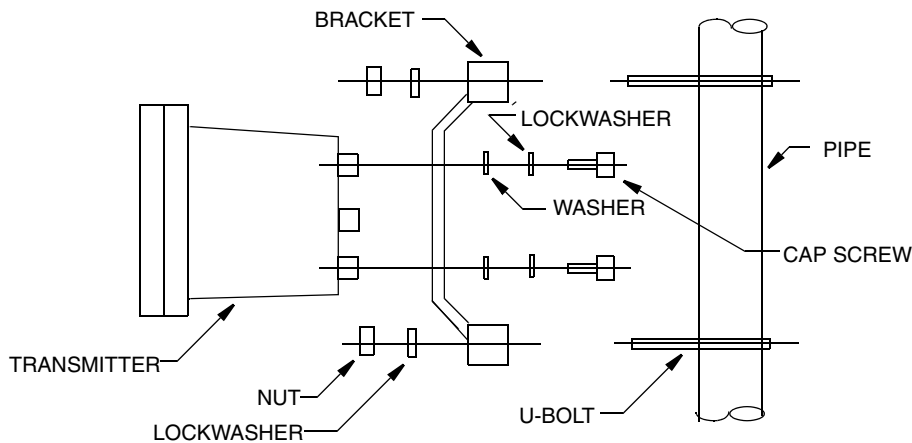 BRACKET
LOCKWASHER
PIPE
WASHER
CAP SCREW
TRANSMITTER
NUT
U-BOLT
LOCKWASHER